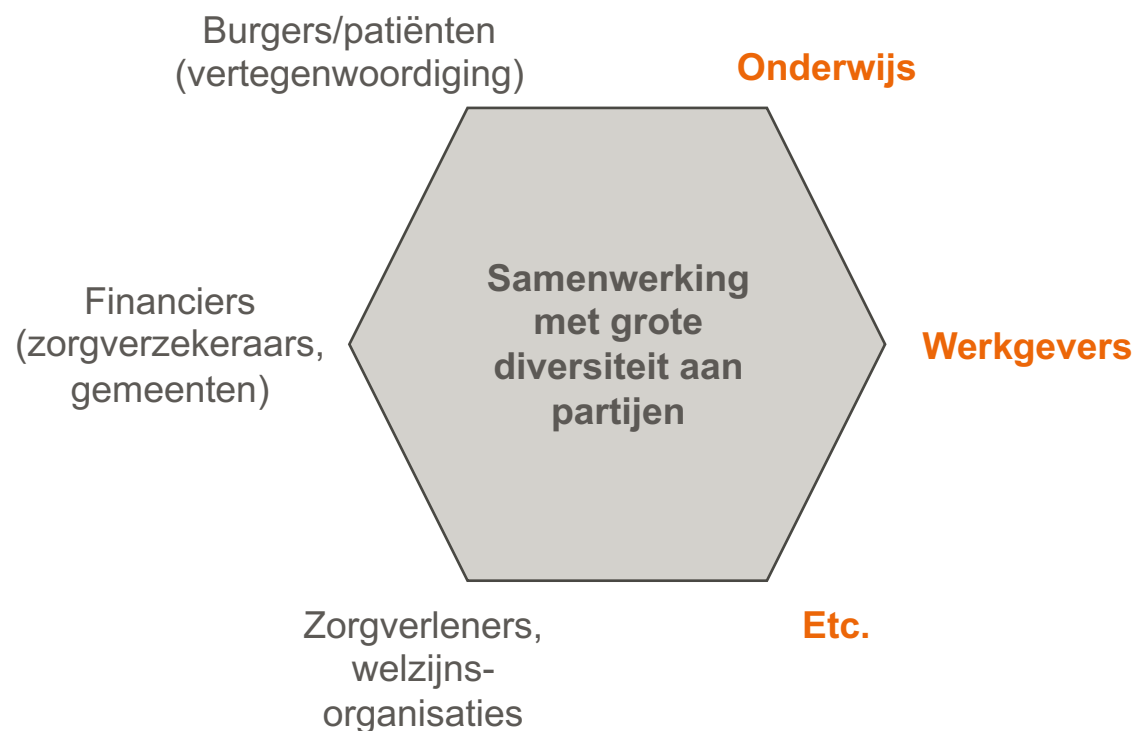 Burgers/patiënten
(vertegenwoordiging)
Onderwijs
Samenwerking
met grote
diversiteit aan
partijen
Financiers
(zorgverzekeraars,
gemeenten)
Werkgevers
Zorgverleners,
welzijns-
organisaties
Etc.